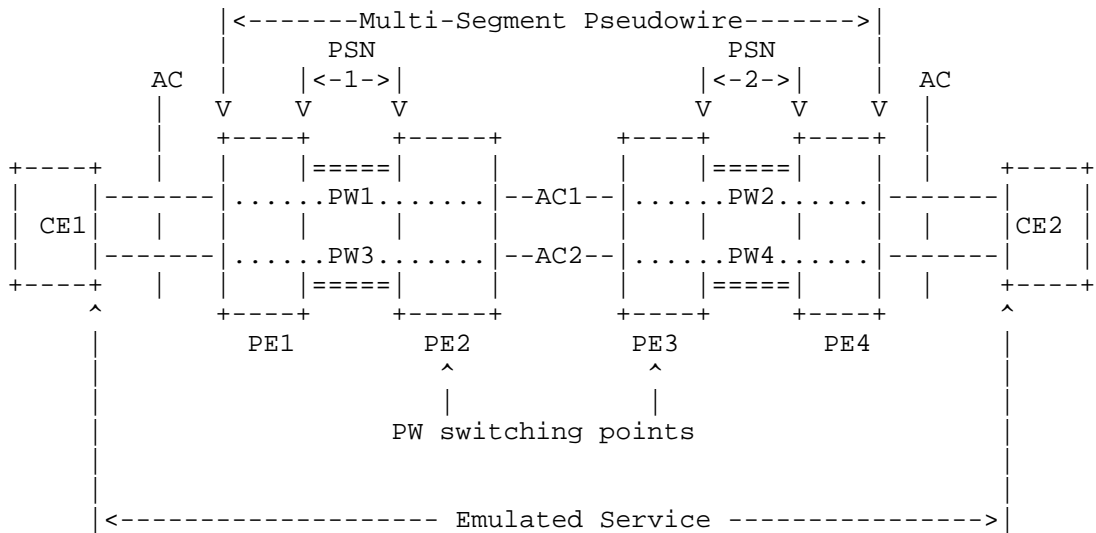 |<-------Multi-Segment Pseudowire------->|
PSN PSN
AC |<-1->| |<-2->| AC
V V V V V V
+----+ +-----+ +----+ +----+
+----+ |=====| |=====| +----+
|-------|......PW1.......|--AC1--|......PW2......|-------|
CE1 CE2
|-------|......PW3.......|--AC2--|......PW4......|-------|
+----+ |=====| |=====| +----+
^ +----+ +-----+ +----+ +----+ ^
PE1 PE2 PE3 PE4
^ ^
PW switching points
|<-------------------- Emulated Service ---------------->|